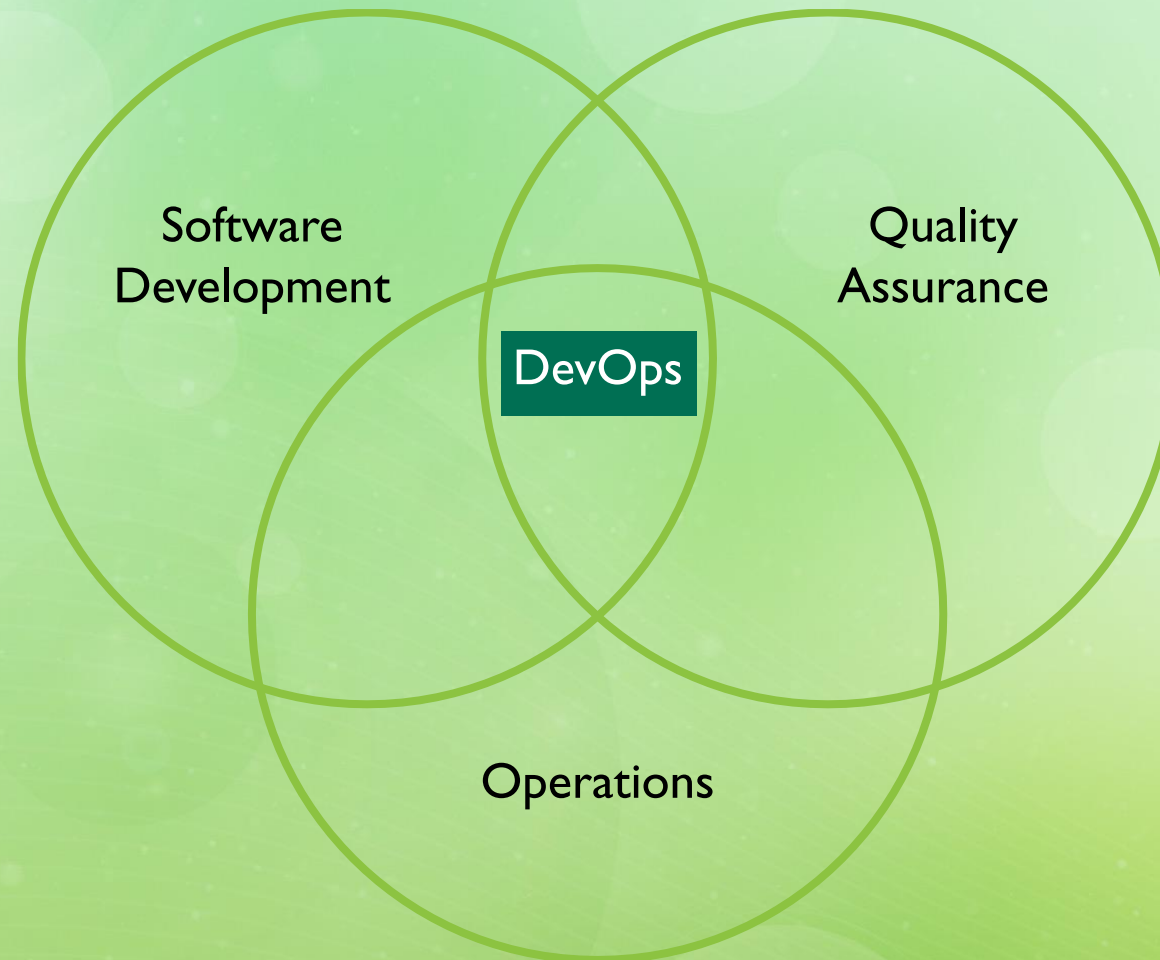 Software
Development
Quality
Assurance
DevOps
Operations